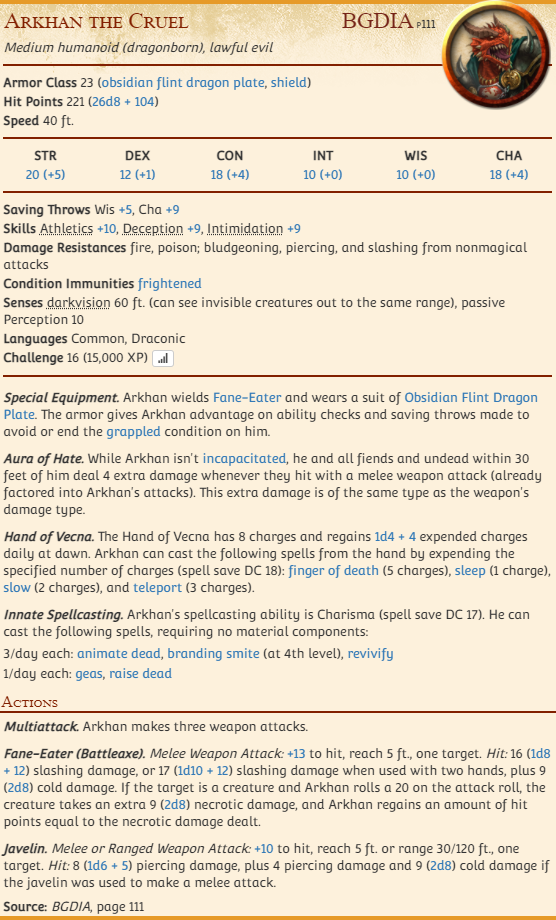 Arkhan the Cruel BGDIA P111
Medium humanoid (dragonborn), lawful evil
Armor Class 23 (obsidian flint dragon plate, shield)
Hit Points 221 (26d8 + 104)
Speed 40 ft.
STR DEX CON INT WIS CHA
20 (+5) 12 (+1) 18 (+4) 10 (+0) 10 (+0) 18 (+4)
Saving Throws Wis +5, Cha +9
Skills Athletics +10, Deception +9, Intimidation +9
Damage Resistances fire, poison; bludgeoning, piercing, and slashing from nonmagical
attacks
Condition Immunities frightened
Senses darkvision 60 ft. (can see invisible creatures out to the same range), passive
Perception 10
Languages Common, Draconic
Challenge 16 (15,000 XP)
Special Equipment. Arkhan wields Fane-Eater and wears a suit of Obsidian Flint Dragon
Plate. The armor gives Arkhan advantage on ability checks and saving throws made to
avoid or end the grappled condition on him.
Aura of Hate. While Arkhan isn't incapacitated, he and all fiends and undead within 30
feet of him deal 4 extra damage whenever they hit with a melee weapon attack (already
factored into Arkhan's attacks). This extra damage is of the same type as the weapon's
damage type.
Hand of Vecna. The Hand of Vecna has 8 charges and regains 1d4 + 4 expended charges
daily at dawn. Arkhan can cast the following spells from the hand by expending the
specified number of charges (spell save DC 18): finger of death (5 charges), sleep (1 charge),
slow (2 charges), and teleport (3 charges).
Innate Spellcasting. Arkhan's spellcasting ability is Charisma (spell save DC 17). He can
cast the following spells, requiring no material components:
3/day each: animate dead, branding smite (at 4th level), revivify
1/day each: geas, raise dead
Actions
Multiattack. Arkhan makes three weapon attacks.
Fane-Eater (Battleaxe). Melee Weapon Attack: +13 to hit, reach 5 ft., one target. Hit: 16 (1d8
+ 12) slashing damage, or 17 (1d10 + 12) slashing damage when used with two hands, plus 9
(2d8) cold damage. If the target is a creature and Arkhan rolls a 20 on the attack roll, the
creature takes an extra 9 (2d8) necrotic damage, and Arkhan regains an amount of hit
points equal to the necrotic damage dealt.
Javelin. Melee or Ranged Weapon Attack: +10 to hit, reach 5 ft. or range 30/120 ft., one
target. Hit: 8 (1d6 + 5) piercing damage, plus 4 piercing damage and 9 (2d8) cold damage if
the javelin was used to make a melee attack.
Source: BGDIA, page 111